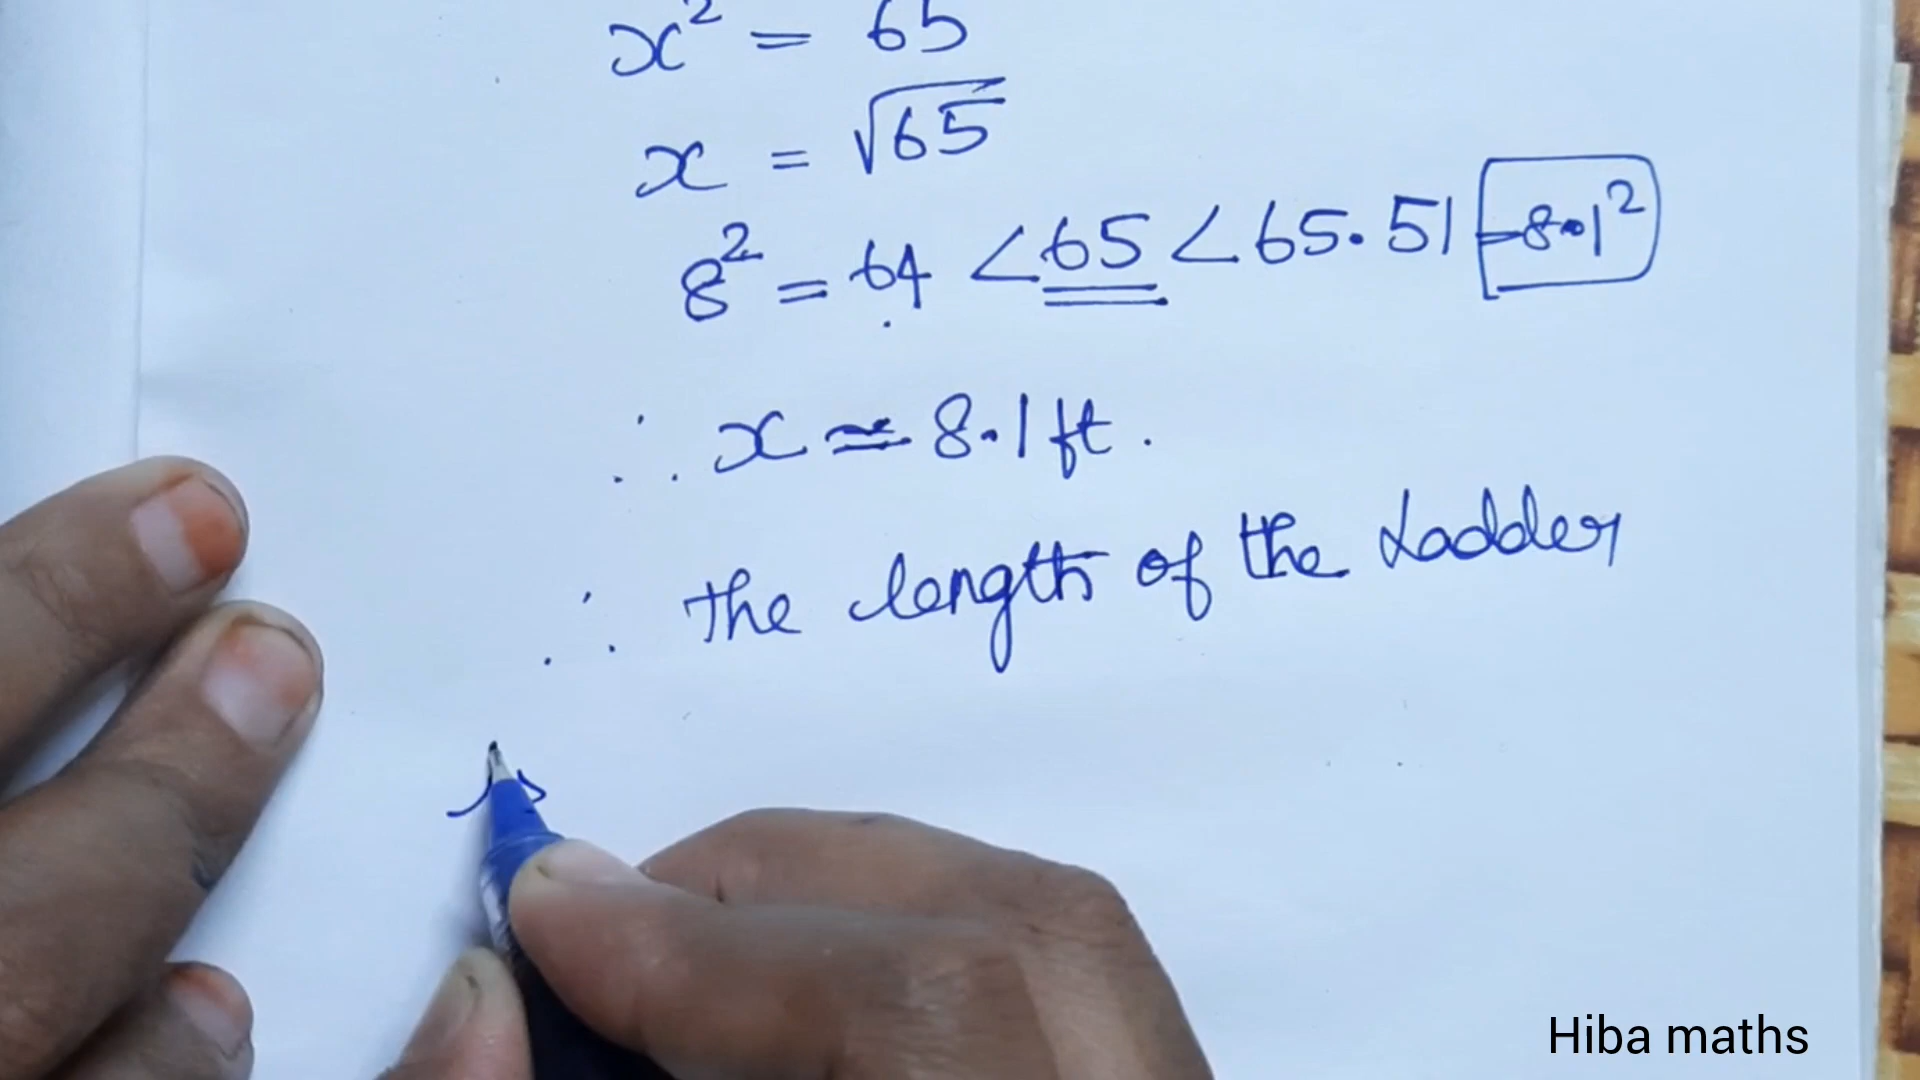 x² = 65
x = √65
8² = 64 < 65 < 65.51 = 8.1²
∴ x ≃ 8.1 ft.
∴ The length of the Ladder
Hiba maths